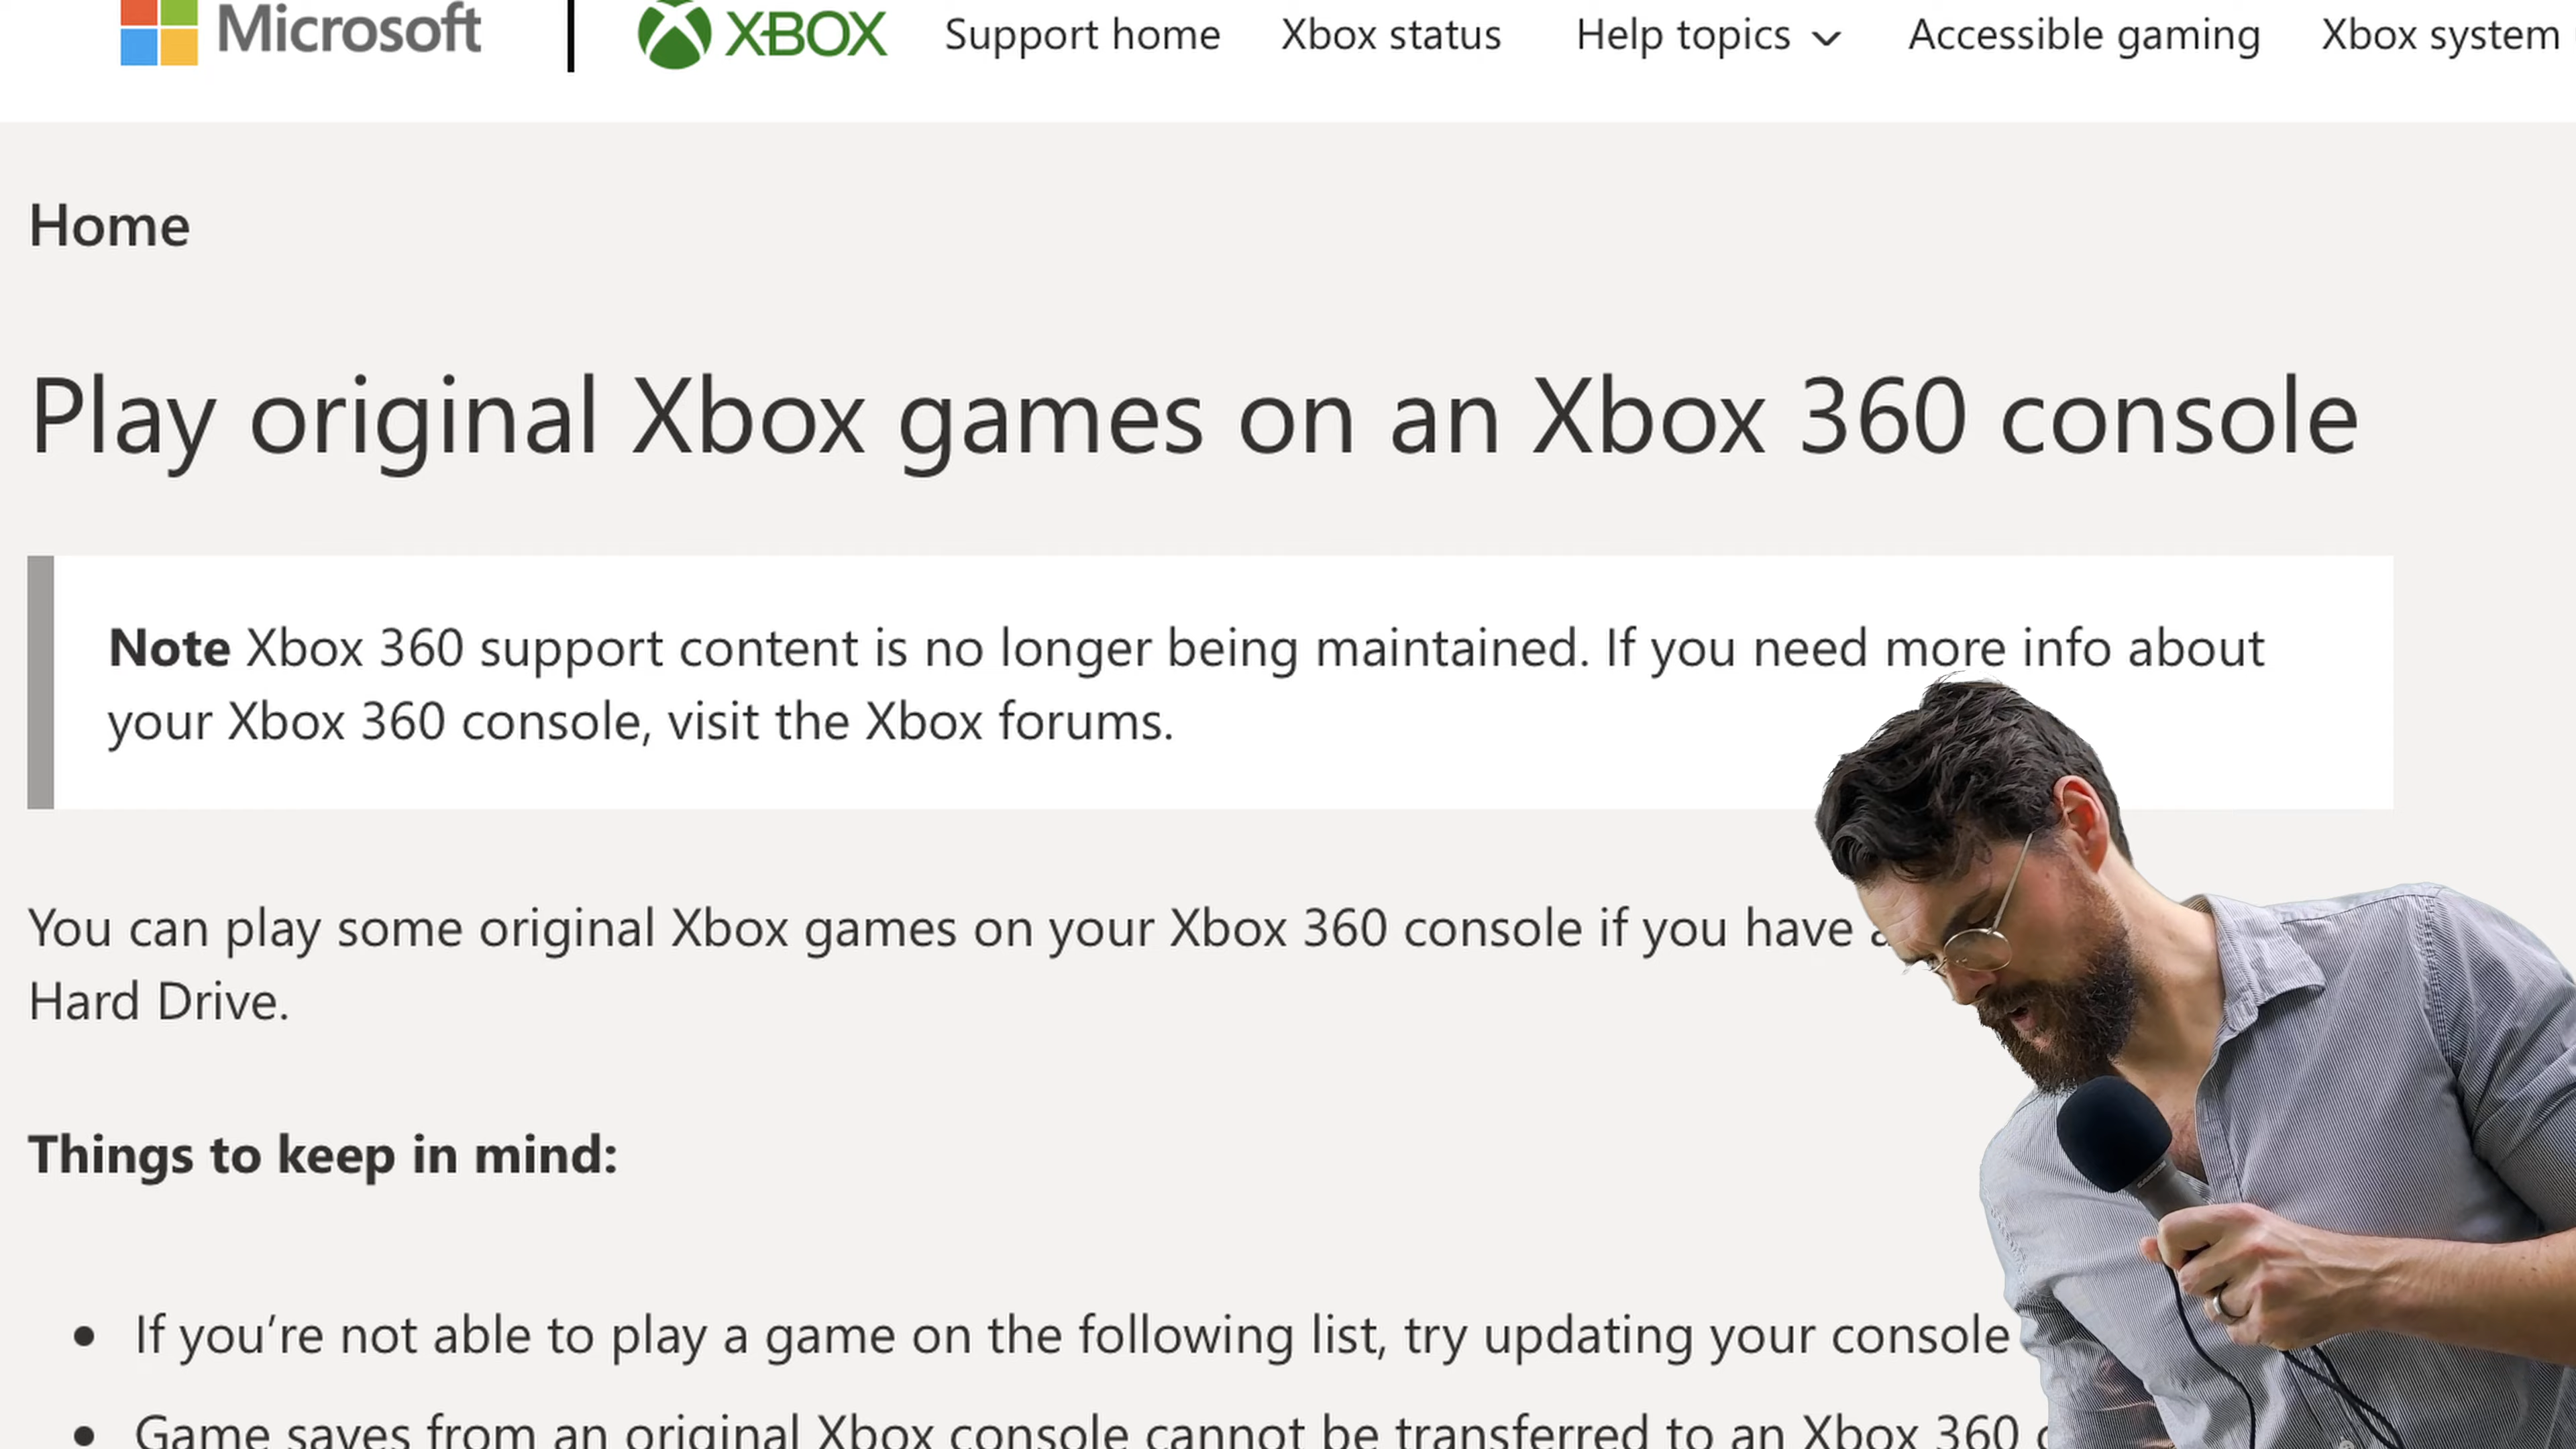 Microsoft XBOX Support home Xbox status Help topics Accessible gaming Xbox system
Home
Play original Xbox games on an Xbox 360 console
Note Xbox 360 support content is no longer being maintained. If you need more info about
your Xbox 360 console, visit the Xbox forums.
You can play some original Xbox games on your Xbox 360 console if you have
Hard Drive.
Things to keep in mind:
• If you’re not able to play a game on the following list, try updating your console
• Game saves from an original Xbox console cannot be transferred to an Xbox 360